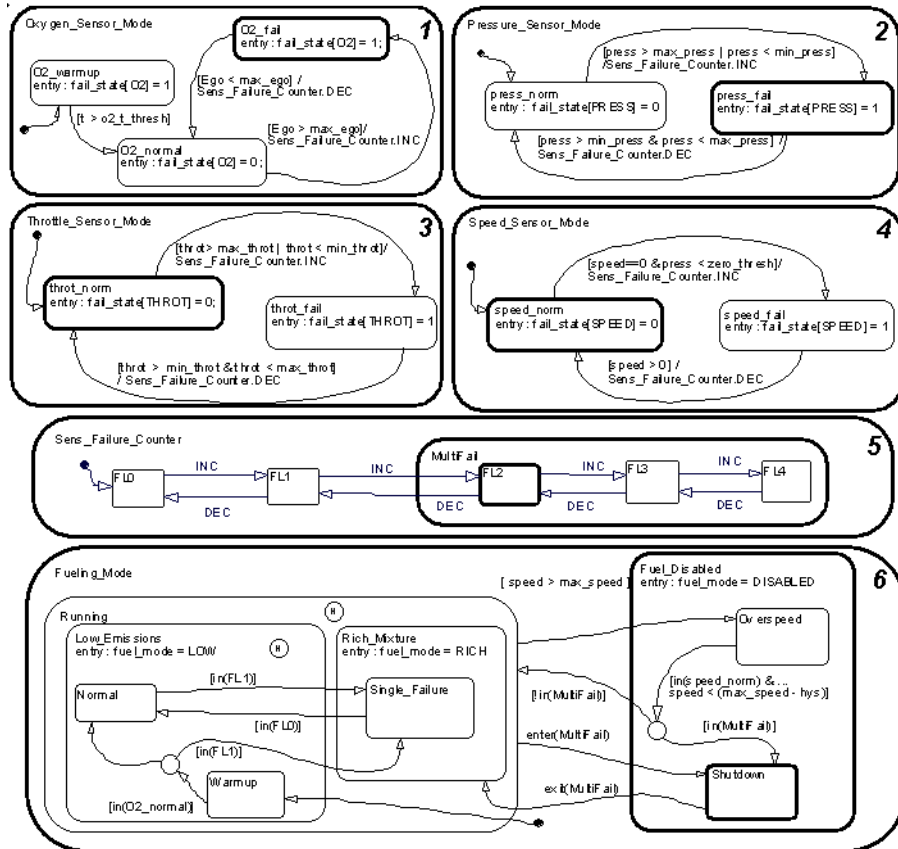 Oxygen_Sensor_Mode
1
O2_fail
entry : fail_state[O2] = 1;
O2_warmup
entry : fail_state[O2] = 1
[Ego < max_ego] /
Sens_Failure_Counter.DEC
[t > o2_t_thresh]
[Ego > max_ego]/
Sens_Failure_Counter.INC
O2_normal
entry : fail_state[O2] = 0;
Pressure_Sensor_Mode
2
[press > max_press | press < min_press]
/Sens_Failure_Counter.INC
press_norm
entry : fail_state[PRESS] = 0
press_fail
entry : fail_state[PRESS] = 1
[press > min_press & press < max_press] /
Sens_Failure_Counter.DEC
Throttle_Sensor_Mode
3
[throt> max_throt | throt < min_throt]/
Sens_Failure_Counter.INC
throt_norm
entry : fail_state[THROT] = 0;
throt_fail
entry : fail_state[THROT] = 1
[throt > min_throt &throt < max_throt]
/ Sens_Failure_Counter.DEC
Speed_Sensor_Mode
4
[speed==0 & press < zero_thresh]/
Sens_Failure_Counter.INC
speed_norm
entry : fail_state[SPEED] = 0
speed_fail
entry : fail_state[SPEED] = 1
[speed > 0] /
Sens_Failure_Counter.DEC
Sens_Failure_Counter
5
MultiFail
FL0
INC
DEC
FL1
INC
DEC
FL2
INC
DEC
FL3
INC
DEC
FL4
Fueling_Mode
6
[ speed > max_speed ]
Fuel_Disabled
entry : fuel_mode = DISABLED
Running
H
Low_Emissions
entry : fuel_mode = LOW
H
Rich_Mixture
entry : fuel_mode = RICH
Overspeed
Normal
[in(FL1)]
Single_Failure
[in(FL0)]
[in(speed_norm) & ...
speed < (max_speed - hys)]
[!in(MultiFail)]
[in(MultiFail)]
[in(FL1)]
enter(MultiFail)
Warmup
[in(O2_normal)]
Shutdown
exit(MultiFail)